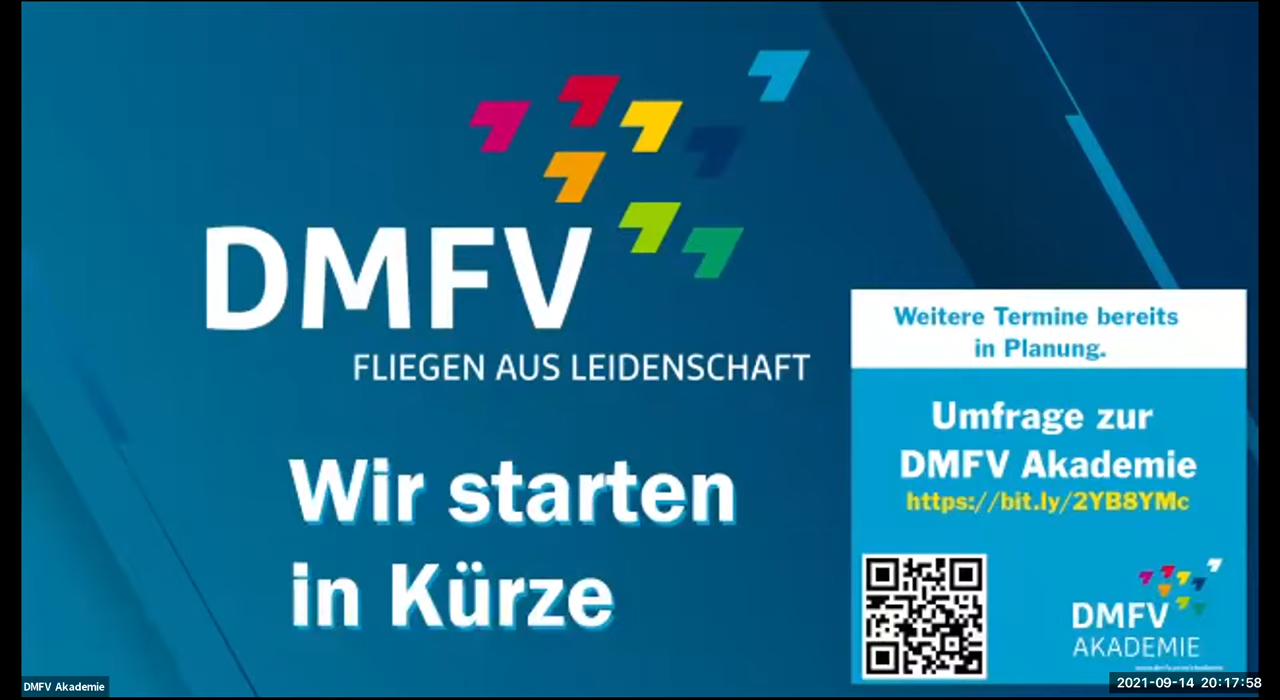 DMFV
FLIEGEN AUS LEIDENSCHAFT
Wir starten
in Kürze
Weitere Termine bereits
in Planung.
Umfrage zur
DMFV Akademie
https://bit.ly/2YB8YMc
DMFV
AKADEMIE
DMFV Akademie
2021-09-14 20:17:58